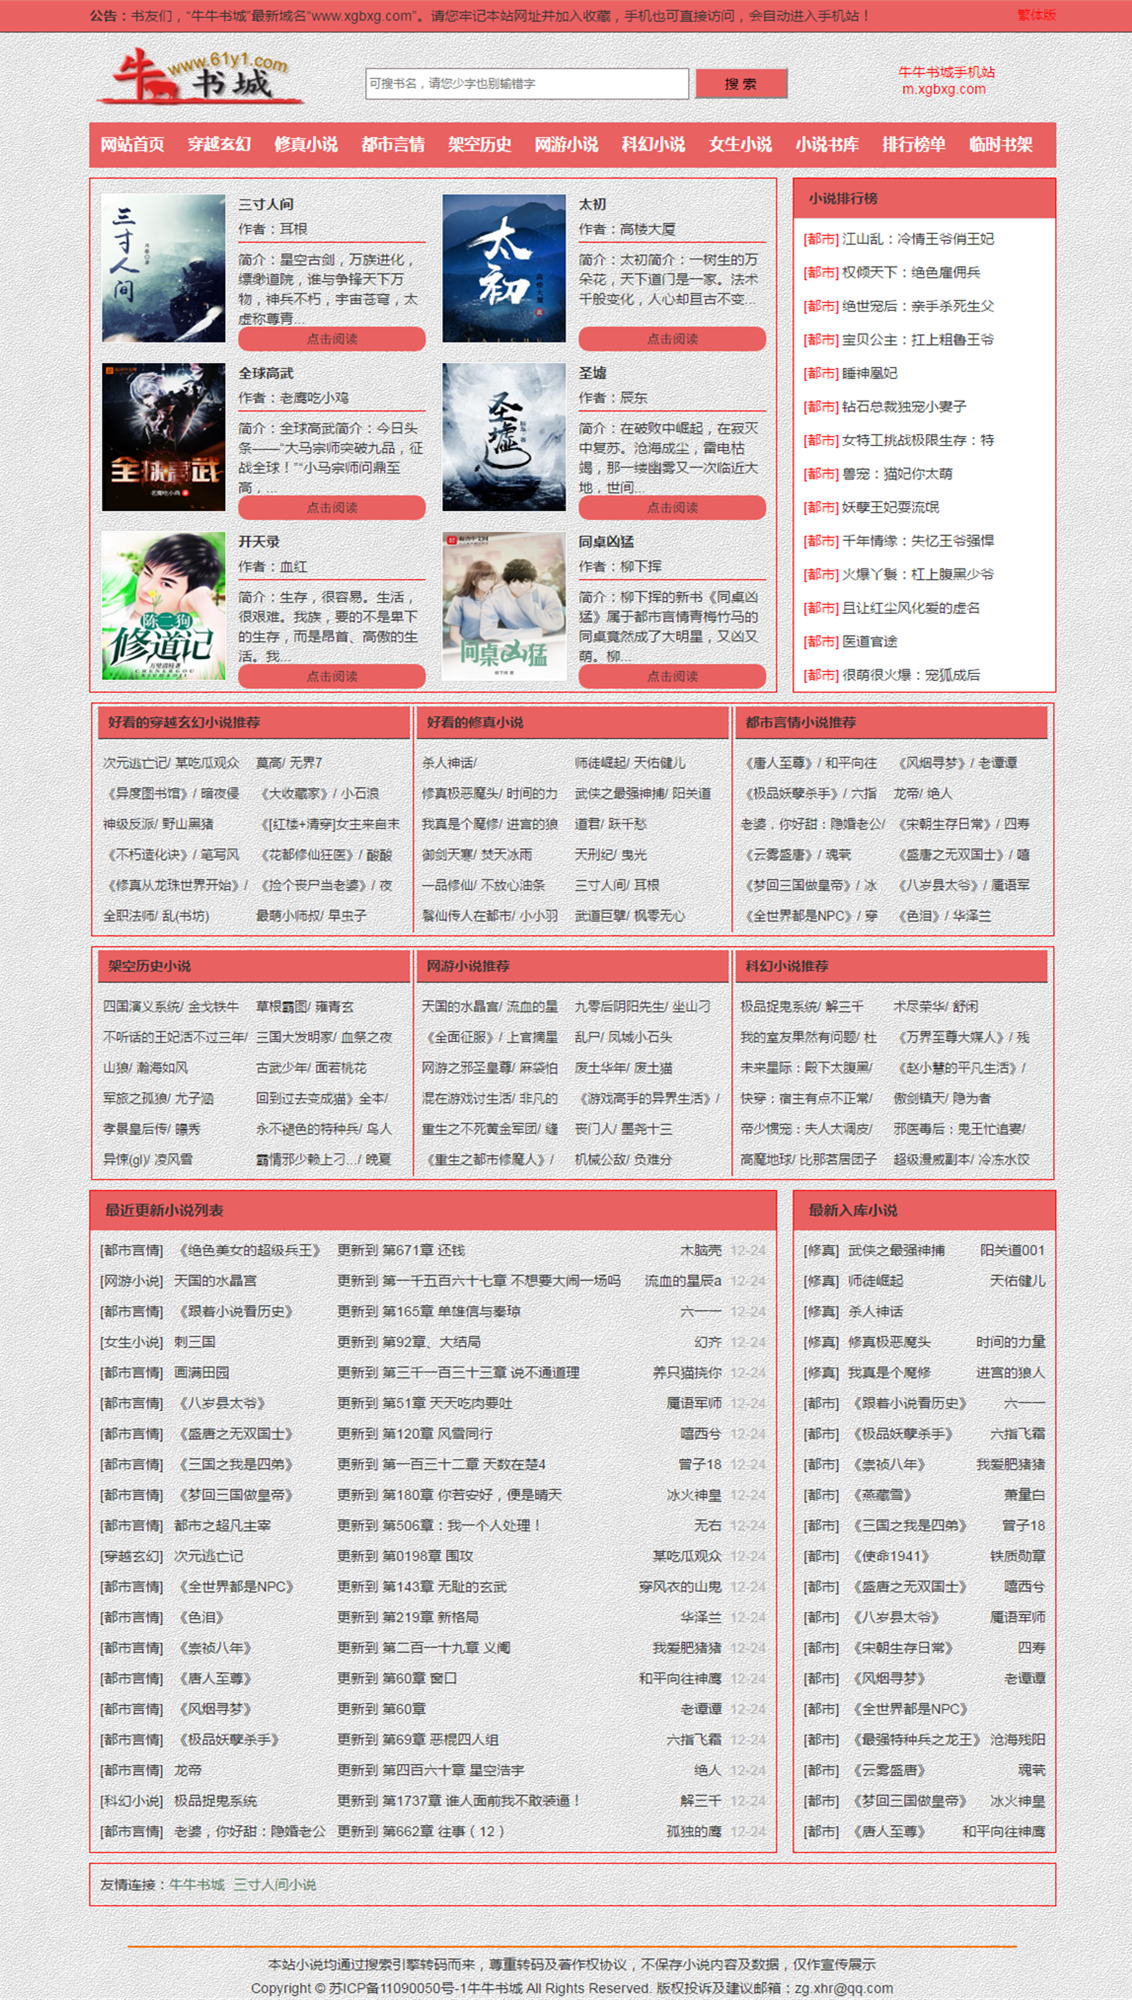 公告：书友们，“牛牛书城”最新域名“www.xgbxg.com”。请您牢记本站网址并加入收藏，手机也可直接访问，会自动进入手机站！ 繁体版
牛书城 www.61y1.com
可搜书名，请您少字也别输错字 搜 索
牛牛书城手机站
m.xgbxg.com
网站首页 穿越玄幻 修真小说 都市言情 架空历史 网游小说 科幻小说 女生小说 小说书库 排行榜单 临时书架
三寸人间
三寸人间
作者：耳根
简介：星空古剑，万族进化，
缥缈道院，谁与争锋天下万
物，神兵不朽，宇宙苍穹，太
虚称尊青...
点击阅读
太初
太初
作者：高楼大厦
简介：太初简介：一树生的万
朵花，天下道门是一家。法术
千般变化，人心却亘古不变...
点击阅读
全球高武
老鹰吃小鸡
全球高武
作者：老鹰吃小鸡
简介：全球高武简介：今日头
条——“大马宗师突破九品，征
战全球！”“小马宗师问鼎至
高，...
点击阅读
圣墟
圣墟
作者：辰东
简介：在破败中崛起，在寂灭
中复苏。沧海成尘，雷电枯
竭，那一缕幽雾又一次临近大
地，世间...
点击阅读
陈二狗
修道记
开天录
作者：血红
简介：生存，很容易。生活，
很艰难。我族，要的不是卑下
的生存，而是昂首、高傲的生
活。我...
点击阅读
同桌凶猛
同桌凶猛
作者：柳下挥
简介：柳下挥的新书《同桌凶
猛》属于都市言情青梅竹马的
同桌竟然成了大明星，又凶又
萌。柳...
点击阅读
小说排行榜
[都市] 江山乱：冷情王爷俏王妃
[都市] 权倾天下：绝色雇佣兵
[都市] 绝世宠后：亲手杀死生父
[都市] 宝贝公主：扛上粗鲁王爷
[都市] 睡神凰妃
[都市] 钻石总裁独宠小妻子
[都市] 女特工挑战极限生存：特
[都市] 兽宠：猫妃你太萌
[都市] 妖孽王妃耍流氓
[都市] 千年情缘：失忆王爷强悍
[都市] 火爆丫鬟：杠上腹黑少爷
[都市] 且让红尘风化爱的虚名
[都市] 医道官途
[都市] 很萌很火爆：宠狐成后
好看的穿越玄幻小说推荐
次元逃亡记/ 某吃瓜观众 莫高/ 无界7
《异度图书馆》/ 暗夜侵 《大收藏家》/ 小石浪
神级反派/ 野山黑猪 《[红楼+清穿]女主来自末
《不朽造化诀》/ 笔写风 《花都修仙狂医》/ 酸酸
《修真从龙珠世界开始》/ 《捡个丧尸当老婆》/ 夜
全职法师/ 乱(书坊) 最萌小师叔/ 早虫子
好看的修真小说
杀人神话/ 师徒崛起/ 天佑健儿
修真极恶魔头/ 时间的力 武侠之最强神捕/ 阳关道
我真是个魔修/ 进宫的狼 道君/ 跃千愁
御剑天寒/ 焚天冰雨 天刑纪/ 曳光
一品修仙/ 不放心油条 三寸人间/ 耳根
鬐仙传人在都市/ 小小羽 武道巨擘/ 枫零无心
都市言情小说推荐
《唐人至尊》/ 和平向往 《风烟寻梦》/ 老谭谭
《极品妖孽杀手》/ 六指 龙帝/ 绝人
老婆，你好甜：隐婚老公/ 《宋朝生存日常》/ 四寿
《云雾盛唐》/ 魂茕 《盛唐之无双国士》/ 嘻
《梦回三国做皇帝》/ 冰 《八岁县太爷》/ 魇语军
《全世界都是NPC》/ 穿 《色泪》/ 华泽兰
架空历史小说
四国演义系统/ 金戈铁牛 草根霸图/ 雍青玄
不听话的王妃活不过三年/ 三国大发明家/ 血祭之夜
山狼/ 瀚海如风 古武少年/ 面若桃花
军旅之孤狼/ 尤子涵 回到过去变成猫》全本/
孝景皇后传/ 曝秀 永不褪色的特种兵/ 鸟人
异悚(gl)/ 凌风雪 霸情邪少赖上刁.../ 晚夏
网游小说推荐
天国的水晶宫/ 流血的星 九零后阴阳先生/ 坐山刁
《全面征服》/ 上官摘星 乱尸/ 凤城小石头
网游之邪圣皇尊/ 麻袋怕 废土华年/ 废土猫
混在游戏讨生活/ 非凡的 《游戏高手的异界生活》/
重生之不死黄金军团/ 缝 丧门人/ 墨尧十三
《重生之都市修魔人》/ 机械公敌/ 负难分
科幻小说推荐
极品捉鬼系统/ 解三千 术尽荣华/ 舒闲
我的室友果然有问题/ 杜 《万界至尊大媒人》/ 残
未来星际：殿下太腹黑/ 《赵小慧的平凡生活》/
快穿：宿主有点不正常/ 傲剑镇天/ 隐为者
帝少惯宠：夫人太调皮/ 邪医毒后：鬼王忙追妻/
高魔地球/ 比那茗居团子 超级漫威副本/ 冷冻水饺
最近更新小说列表
[都市言情] 《绝色美女的超级兵王》 更新到 第671章 还钱 木脑壳 12-24
[网游小说] 天国的水晶宫 更新到 第一千五百六十七章 不想要大闹一场吗 流血的星辰a 12-24
[都市言情] 《跟着小说看历史》 更新到 第165章 单雄信与秦琼 六一一 12-24
[女生小说] 刺三国 更新到 第92章、大结局 幻齐 12-24
[都市言情] 画满田园 更新到 第三千一百三十三章 说不通道理 养只猫挠你 12-24
[都市言情] 《八岁县太爷》 更新到 第51章 天天吃肉要吐 魇语军师 12-24
[都市言情] 《盛唐之无双国士》 更新到 第120章 风雪同行 嘻西兮 12-24
[都市言情] 《三国之我是四弟》 更新到 第一百三十二章 天数在楚4 曾子18 12-24
[都市言情] 《梦回三国做皇帝》 更新到 第180章 你若安好，便是晴天 冰火神皇 12-24
[都市言情] 都市之超凡主宰 更新到 第506章：我一个人处理！ 无右 12-24
[穿越玄幻] 次元逃亡记 更新到 第0198章 围攻 某吃瓜观众 12-24
[都市言情] 《全世界都是NPC》 更新到 第143章 无耻的玄武 穿风衣的山鬼 12-24
[都市言情] 《色泪》 更新到 第219章 新格局 华泽兰 12-24
[都市言情] 《崇祯八年》 更新到 第二百一十九章 义阉 我爱肥猪猪 12-24
[都市言情] 《唐人至尊》 更新到 第60章 窗口 和平向往神鹰 12-24
[都市言情] 《风烟寻梦》 更新到 第60章 老谭谭 12-24
[都市言情] 《极品妖孽杀手》 更新到 第69章 恶棍四人组 六指飞霜 12-24
[都市言情] 龙帝 更新到 第四百六十章 星空浩宇 绝人 12-24
[科幻小说] 极品捉鬼系统 更新到 第1737章 谁人面前我不敢装逼！ 解三千 12-24
[都市言情] 老婆，你好甜：隐婚老公 更新到 第662章 往事（12） 孤独的鹰 12-24
最新入库小说
[修真] 武侠之最强神捕 阳关道001
[修真] 师徒崛起 天佑健儿
[修真] 杀人神话
[修真] 修真极恶魔头 时间的力量
[修真] 我真是个魔修 进宫的狼人
[都市] 《跟着小说看历史》 六一一
[都市] 《极品妖孽杀手》 六指飞霜
[都市] 《崇祯八年》 我爱肥猪猪
[都市] 《燕藏雪》 萧量白
[都市] 《三国之我是四弟》 曾子18
[都市] 《使命1941》 铁质勋章
[都市] 《盛唐之无双国士》 嘻西兮
[都市] 《八岁县太爷》 魇语军师
[都市] 《宋朝生存日常》 四寿
[都市] 《风烟寻梦》 老谭谭
[都市] 《全世界都是NPC》
[都市] 《最强特种兵之龙王》 沧海残阳
[都市] 《云雾盛唐》 魂茕
[都市] 《梦回三国做皇帝》 冰火神皇
[都市] 《唐人至尊》 和平向往神鹰
友情连接：牛牛书城 三寸人间小说
本站小说均通过搜索引擎转码而来，尊重转码及著作权协议，不保存小说内容及数据，仅作宣传展示
Copyright © 苏ICP备11090050号-1牛牛书城 All Rights Reserved. 版权投诉及建议邮箱：zg.xhr@qq.com